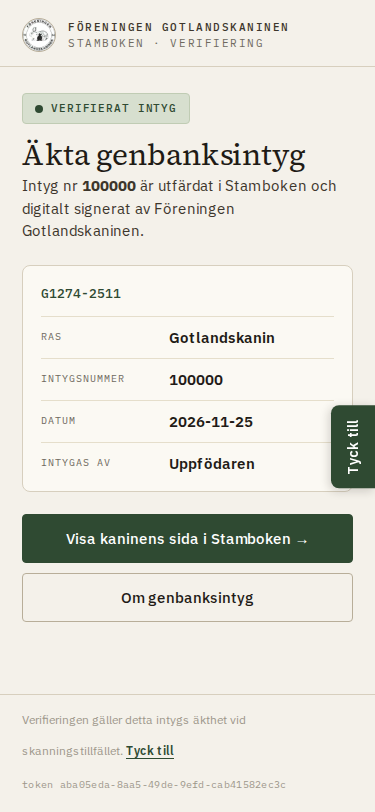 FÖRENINGEN GOTLANDSKANINEN
STAMBOKEN · VERIFIERING
VERIFIERAT INTYG
Äkta genbanksintyg
Intyg nr 100000 är utfärdat i Stamboken och
digitalt signerat av Föreningen
Gotlandskaninen.
G1274-2511
RAS Gotlandskanin
INTYGSNUMMER 100000
DATUM 2026-11-25
INTYGAS AV Uppfödaren
Tyck till
Visa kaninens sida i Stamboken →
Om genbanksintyg
Verifieringen gäller detta intygs äkthet vid
skanningstillfället. Tyck till
token aba05eda-8aa5-49de-9efd-cab41582ec3c